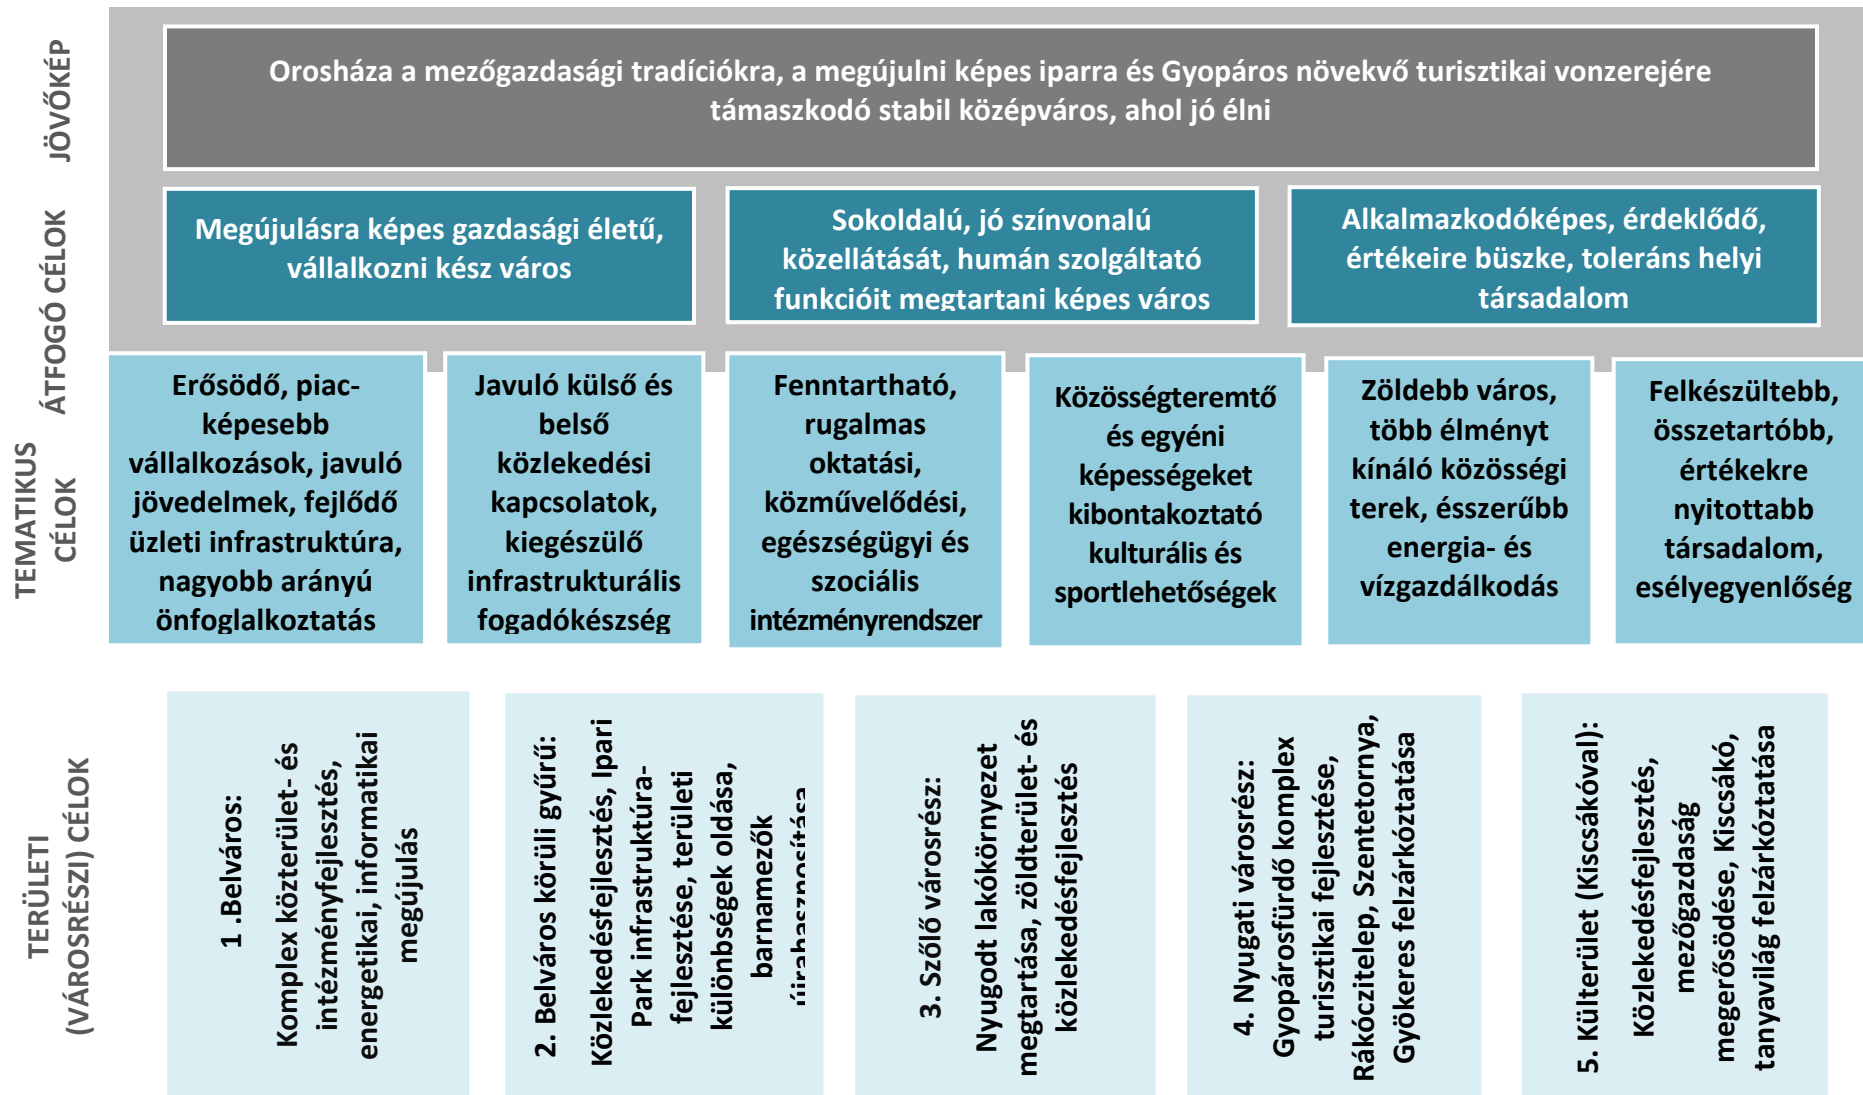 JÖVŐKÉP
Orosháza a mezőgazdasági tradíciókra, a megújulni képes iparra és Gyopáros növekvő turisztikai vonzerejére
támaszkodó stabil középváros, ahol jó élni
ÁTFOGÓ CÉLOK
Megújulásra képes gazdasági életű,
vállalkozni kész város
Sokoldalú, jó színvonalú
közellátását, humán szolgáltató
funkcióit megtartani képes város
Alkalmazkodóképes, érdeklődő,
értékeire büszke, toleráns helyi
társadalom
TEMATIKUS
CÉLOK
Erősödő, piac-
képesebb
vállalkozások, javuló
jövedelmek, fejlődő
üzleti infrastruktúra,
nagyobb arányú
önfoglalkoztatás
Javuló külső és
belső
közlekedési
kapcsolatok,
kiegészülő
infrastrukturális
fogadókészség
Fenntartható,
rugalmas
oktatási,
közművelődési,
egészségügyi és
szociális
intézményrendszer
Közösségteremtő
és egyéni
képességeket
kibontakoztató
kulturális és
sportlehetőségek
Zöldebb város,
több élményt
kínáló közösségi
terek, ésszerűbb
energia- és
vízgazdálkodás
Felkészültebb,
összetartóbb,
értékekre
nyitottabb
társadalom,
esélyegyenlőség
TERÜLETI
(VÁROSRÉSZI) CÉLOK
1 .Belváros:
Komplex közterület- és
intézményfejlesztés,
energetikai, informatikai
megújulás
2. Belváros körüli gyűrű:
Közlekedésfejlesztés, Ipari
Park infrastruktúra-
fejlesztése, területi
különbségek oldása,
barnamezők
újrahasznosítása
3. Szőlő városrész:
Nyugodt lakókörnyezet
megtartása, zöldterület- és
közlekedésfejlesztés
4. Nyugati városrész:
Gyopárosfürdő komplex
turisztikai fejlesztése,
Rákóczitelep, Szentetornya,
Gyökeres felzárkóztatása
5. Külterület (Kiscsákóval):
Közlekedésfejlesztés,
mezőgazdaság
megerősödése, Kiscsákó,
tanyavilág felzárkóztatása